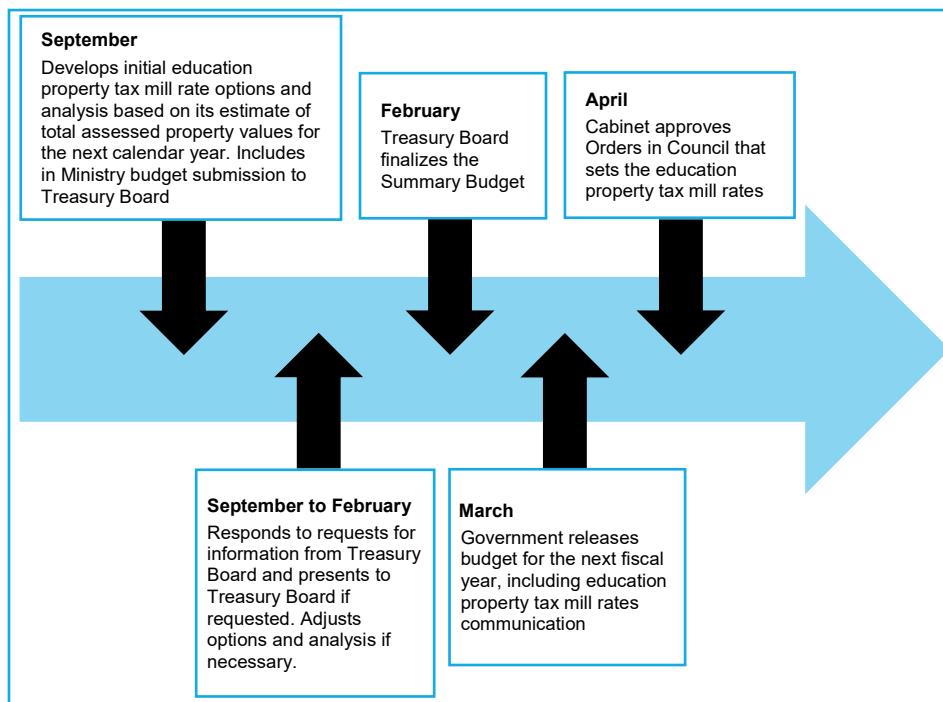 September
Develops initial education
property tax mill rate options and
analysis based on its estimate of
total assessed property values for
the next calendar year. Includes
in Ministry budget submission to
Treasury Board
February
Treasury Board
finalizes the
Summary Budget
April
Cabinet approves
Orders in Council that
sets the education
property tax mill rates
September to February
Responds to requests for
information from Treasury
Board and presents to
Treasury Board if
requested. Adjusts
options and analysis if
necessary.
March
Government releases
budget for the next fiscal
year, including education
property tax mill rates
communication